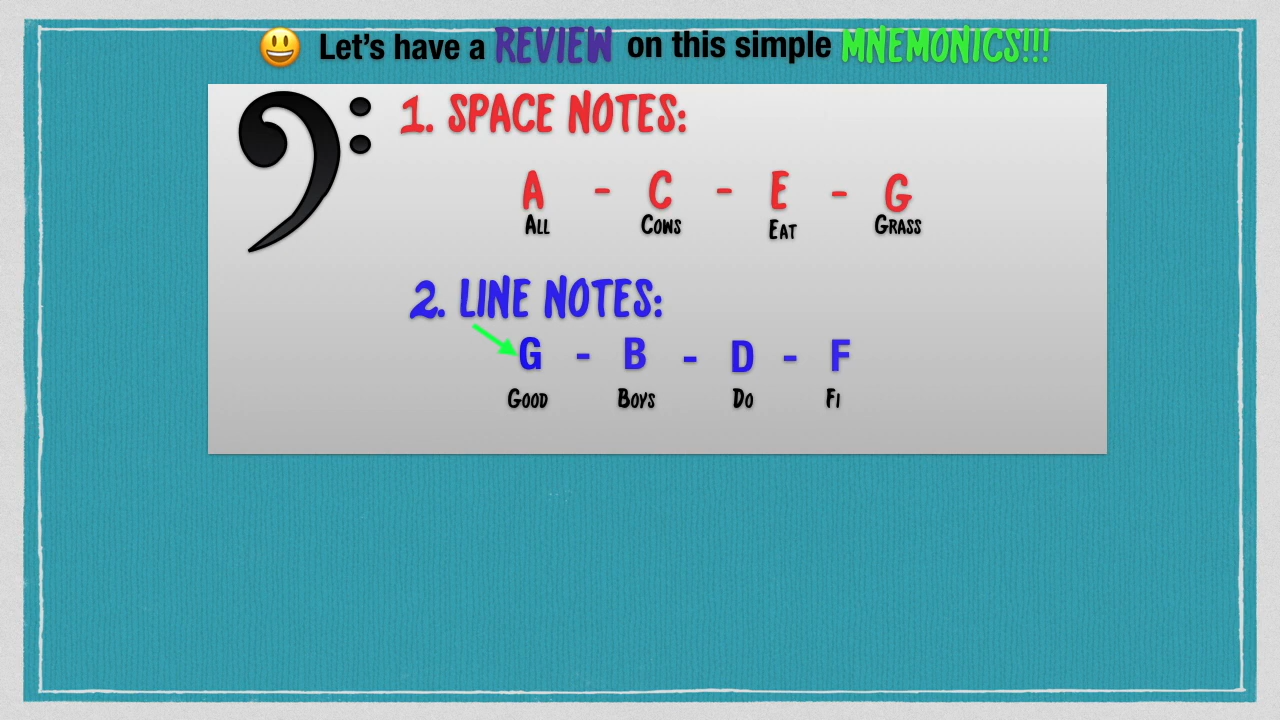 Let's have a REVIEW on this simple MNEMONICS!!!
1. SPACE NOTES:
A - C - E - G
All Cows Eat Grass
2. LINE NOTES:
G - B - D - F
Good Boys Do Fi